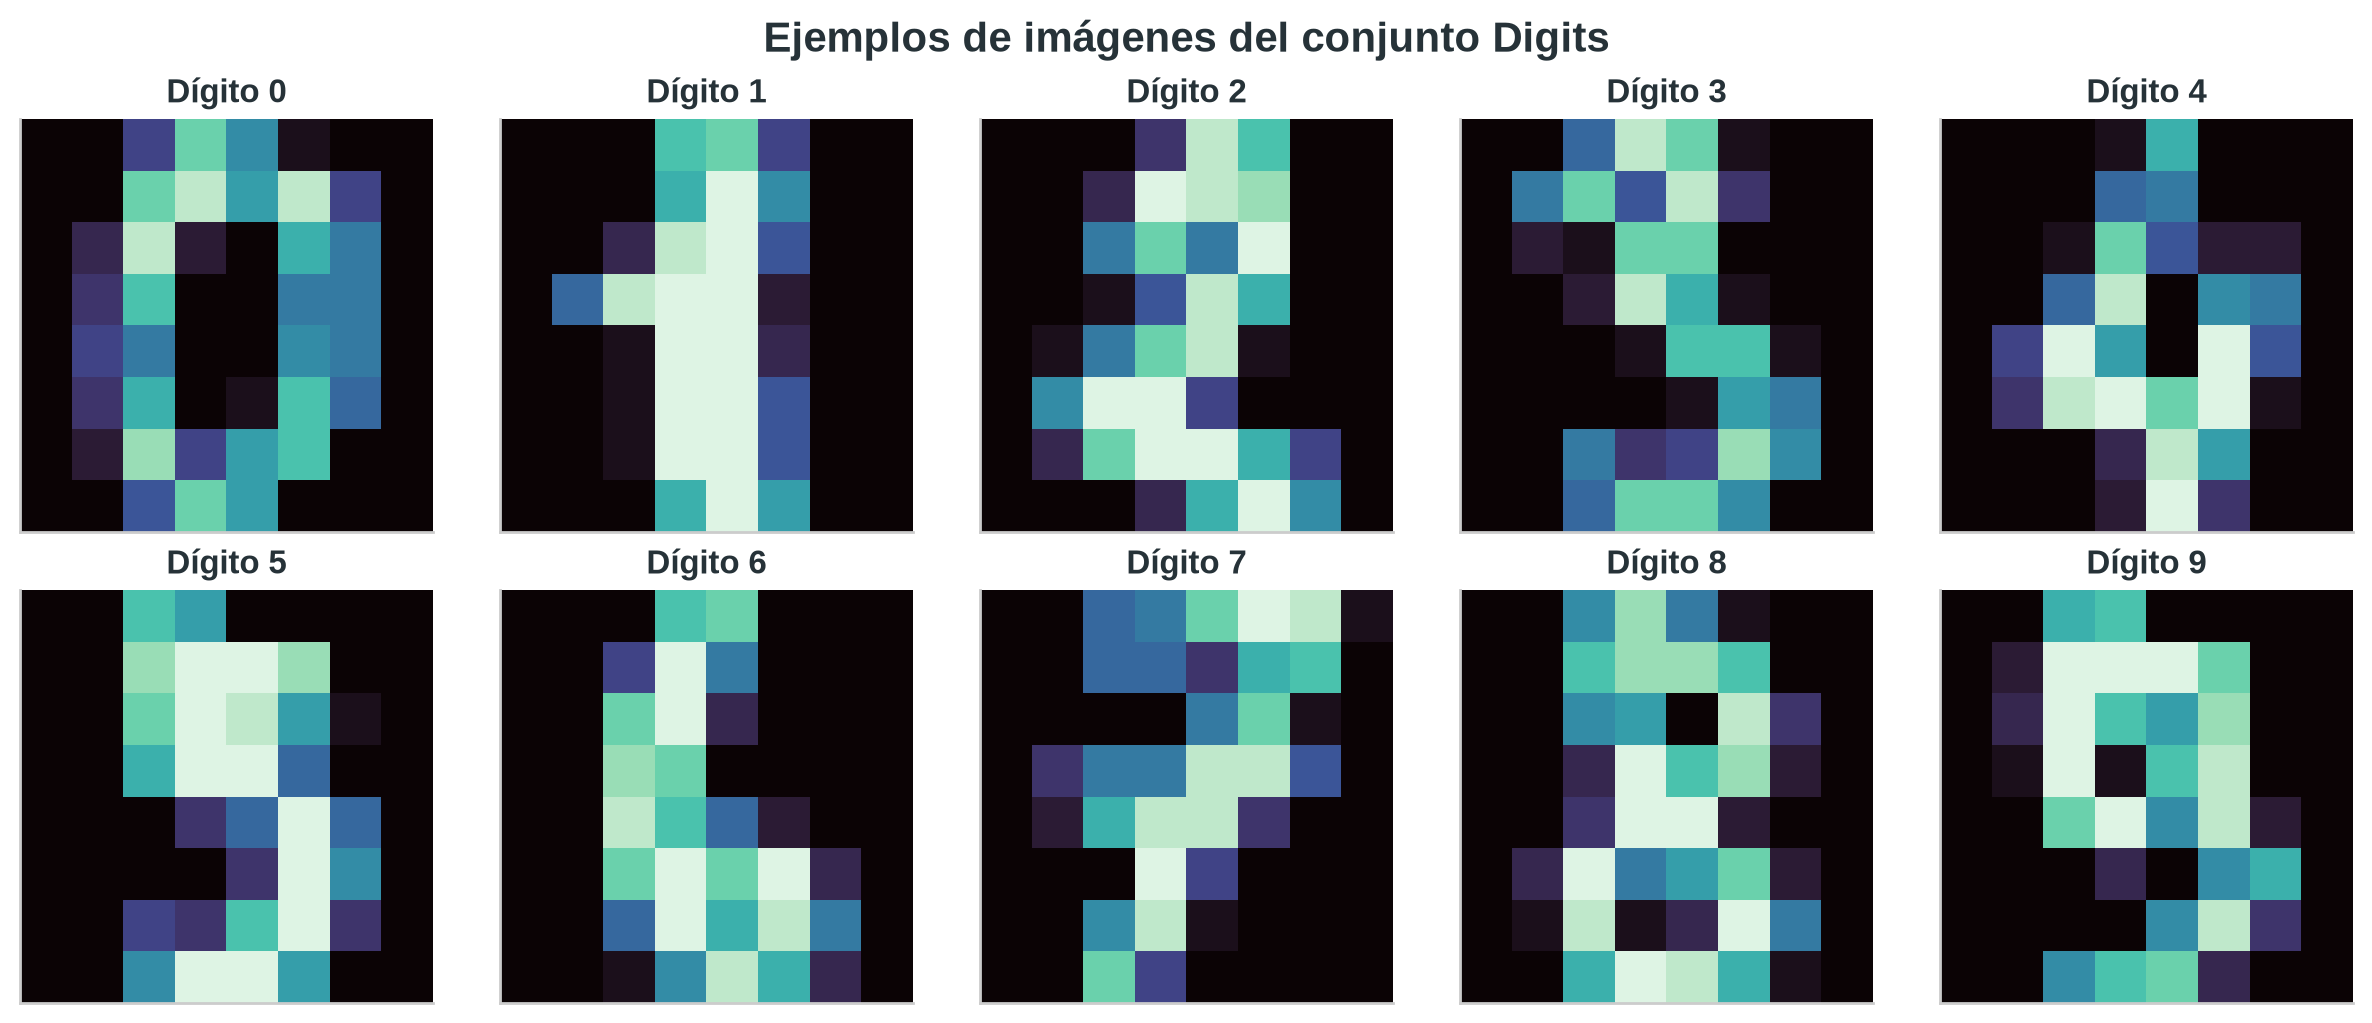 Ejemplos de imágenes del conjunto Digits
Dígito 0
Dígito 1
Dígito 2
Dígito 3
Dígito 4
Dígito 5
Dígito 6
Dígito 7
Dígito 8
Dígito 9